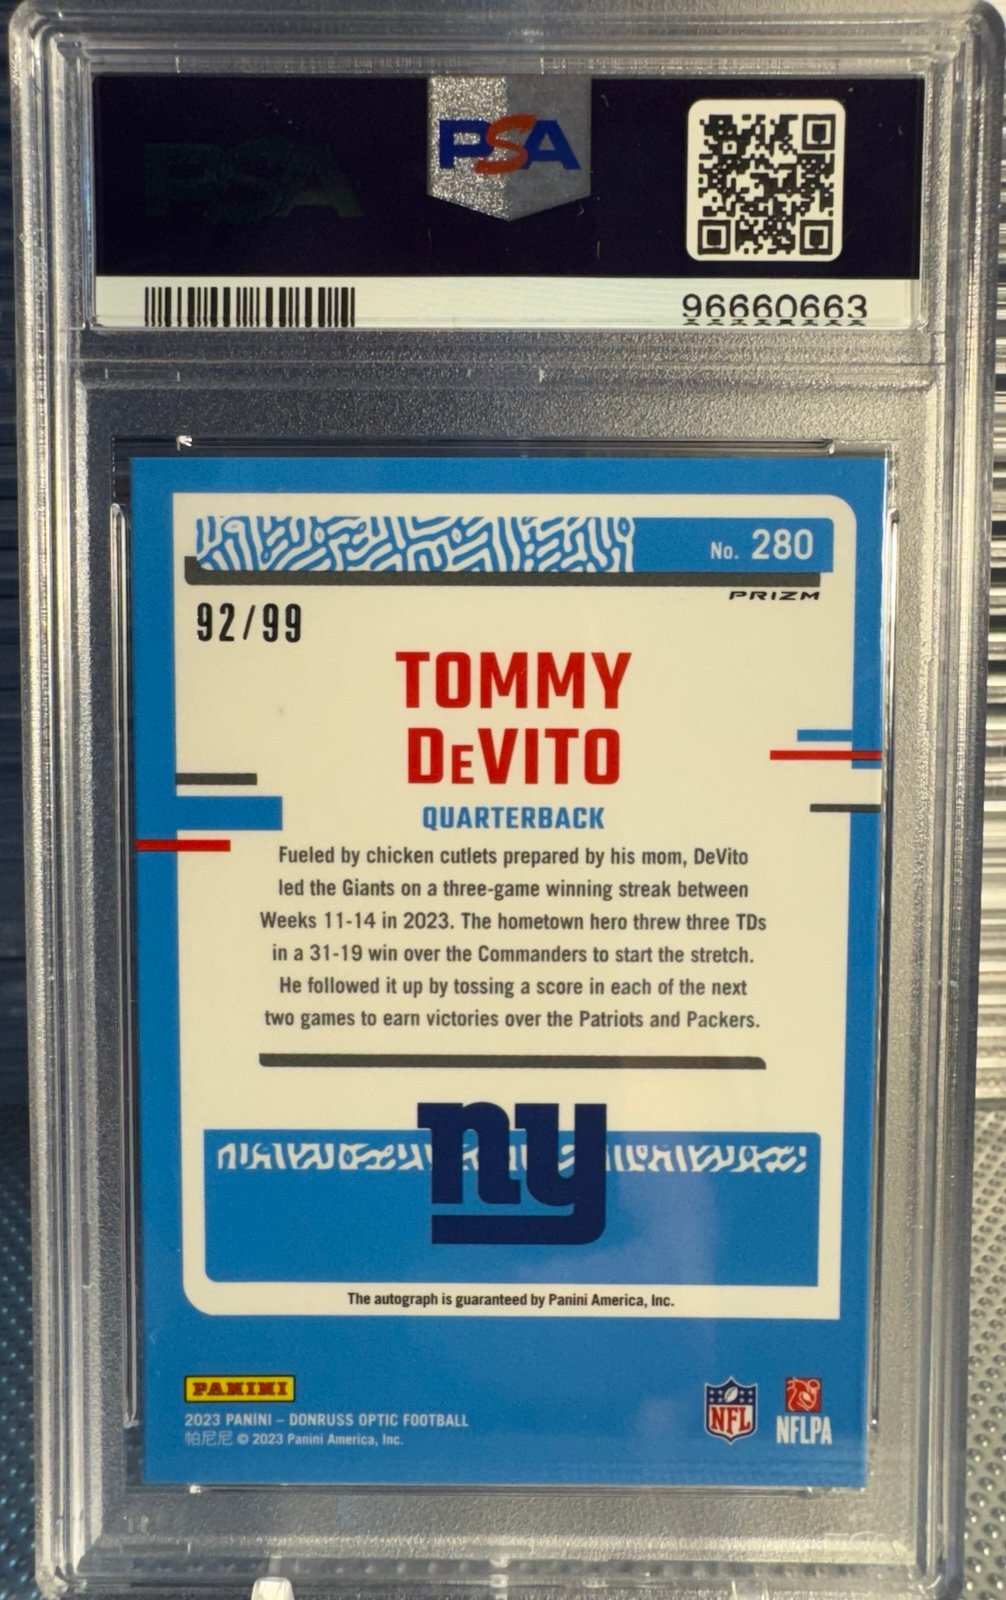 PSA
PSA
96660663
No. 280
PRIZM
92/99
TOMMY
DEVITO
QUARTERBACK
Fueled by chicken cutlets prepared by his mom, DeVito
led the Giants on a three-game winning streak between
Weeks 11-14 in 2023. The hometown hero threw three TDs
in a 31-19 win over the Commanders to start the stretch.
He followed it up by tossing a score in each of the next
two games to earn victories over the Patriots and Packers.
ny
The autograph is guaranteed by Panini America, Inc.
PANINI
2023 PANINI – DONRUSS OPTIC FOOTBALL
帕尼尼 © 2023 Panini America, Inc.
NFL
NFLPA